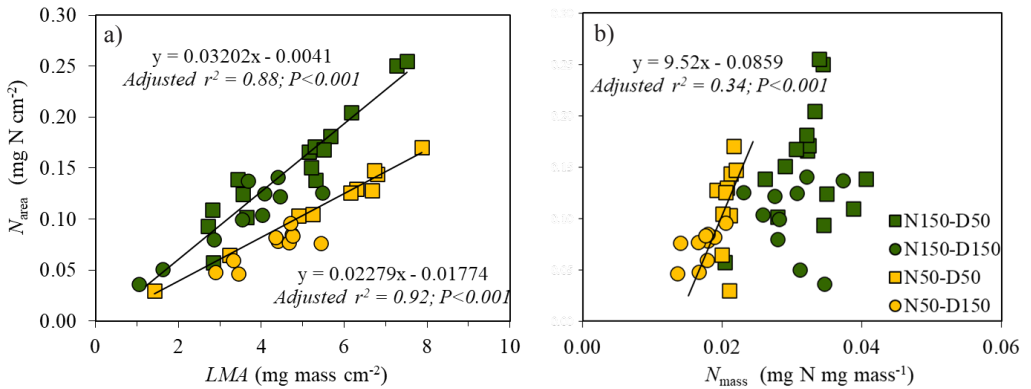 a)
y = 0.03202x - 0.0041
Adjusted r² = 0.88; P<0.001
y = 0.02279x - 0.01774
Adjusted r² = 0.92; P<0.001
N_area (mg N cm⁻²)
0.30
0.25
0.20
0.15
0.10
0.05
0.00
0 2 4 6 8 10
LMA (mg mass cm⁻²)
b)
y = 9.52x - 0.0859
Adjusted r² = 0.34; P<0.001
N150-D50
N150-D150
N50-D50
N50-D150
0.00 0.02 0.04 0.06
N_mass (mg N mg mass⁻¹)